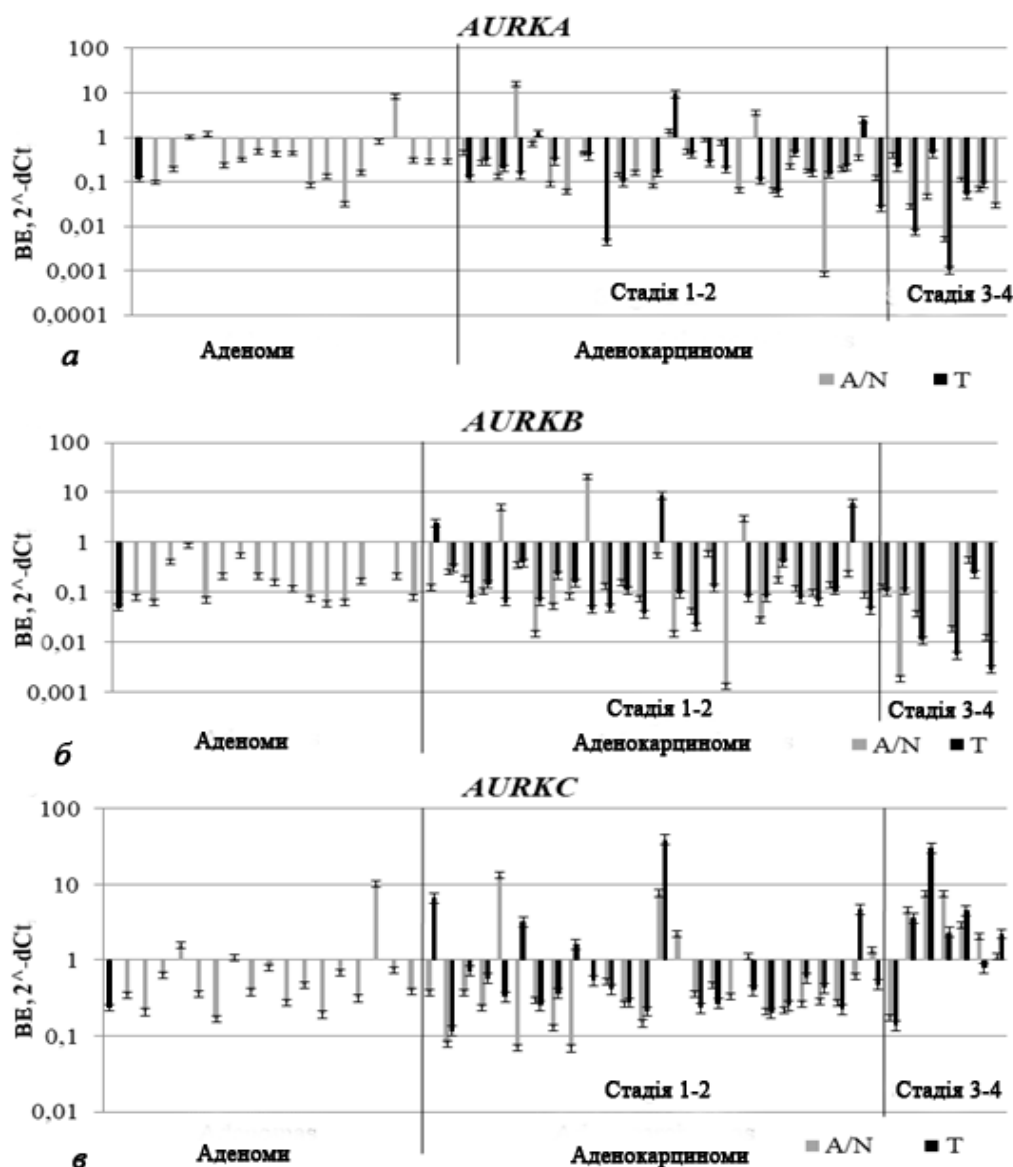 AURKA
100
10
1
0,1
0,01
0,001
0,0001
ВЕ, 2^-dCt
Стадія 1-2
Стадія 3-4
а
Аденоми
Аденокарциноми
A/N T
AURKB
100
10
1
0,1
0,01
0,001
ВЕ, 2^-dCt
Стадія 1-2
Стадія 3-4
б
Аденоми
Аденокарциноми
A/N T
AURKC
100
10
1
0,1
0,01
ВЕ, 2^-dCt
Стадія 1-2
Стадія 3-4
в
Аденоми
Аденокарциноми
A/N T